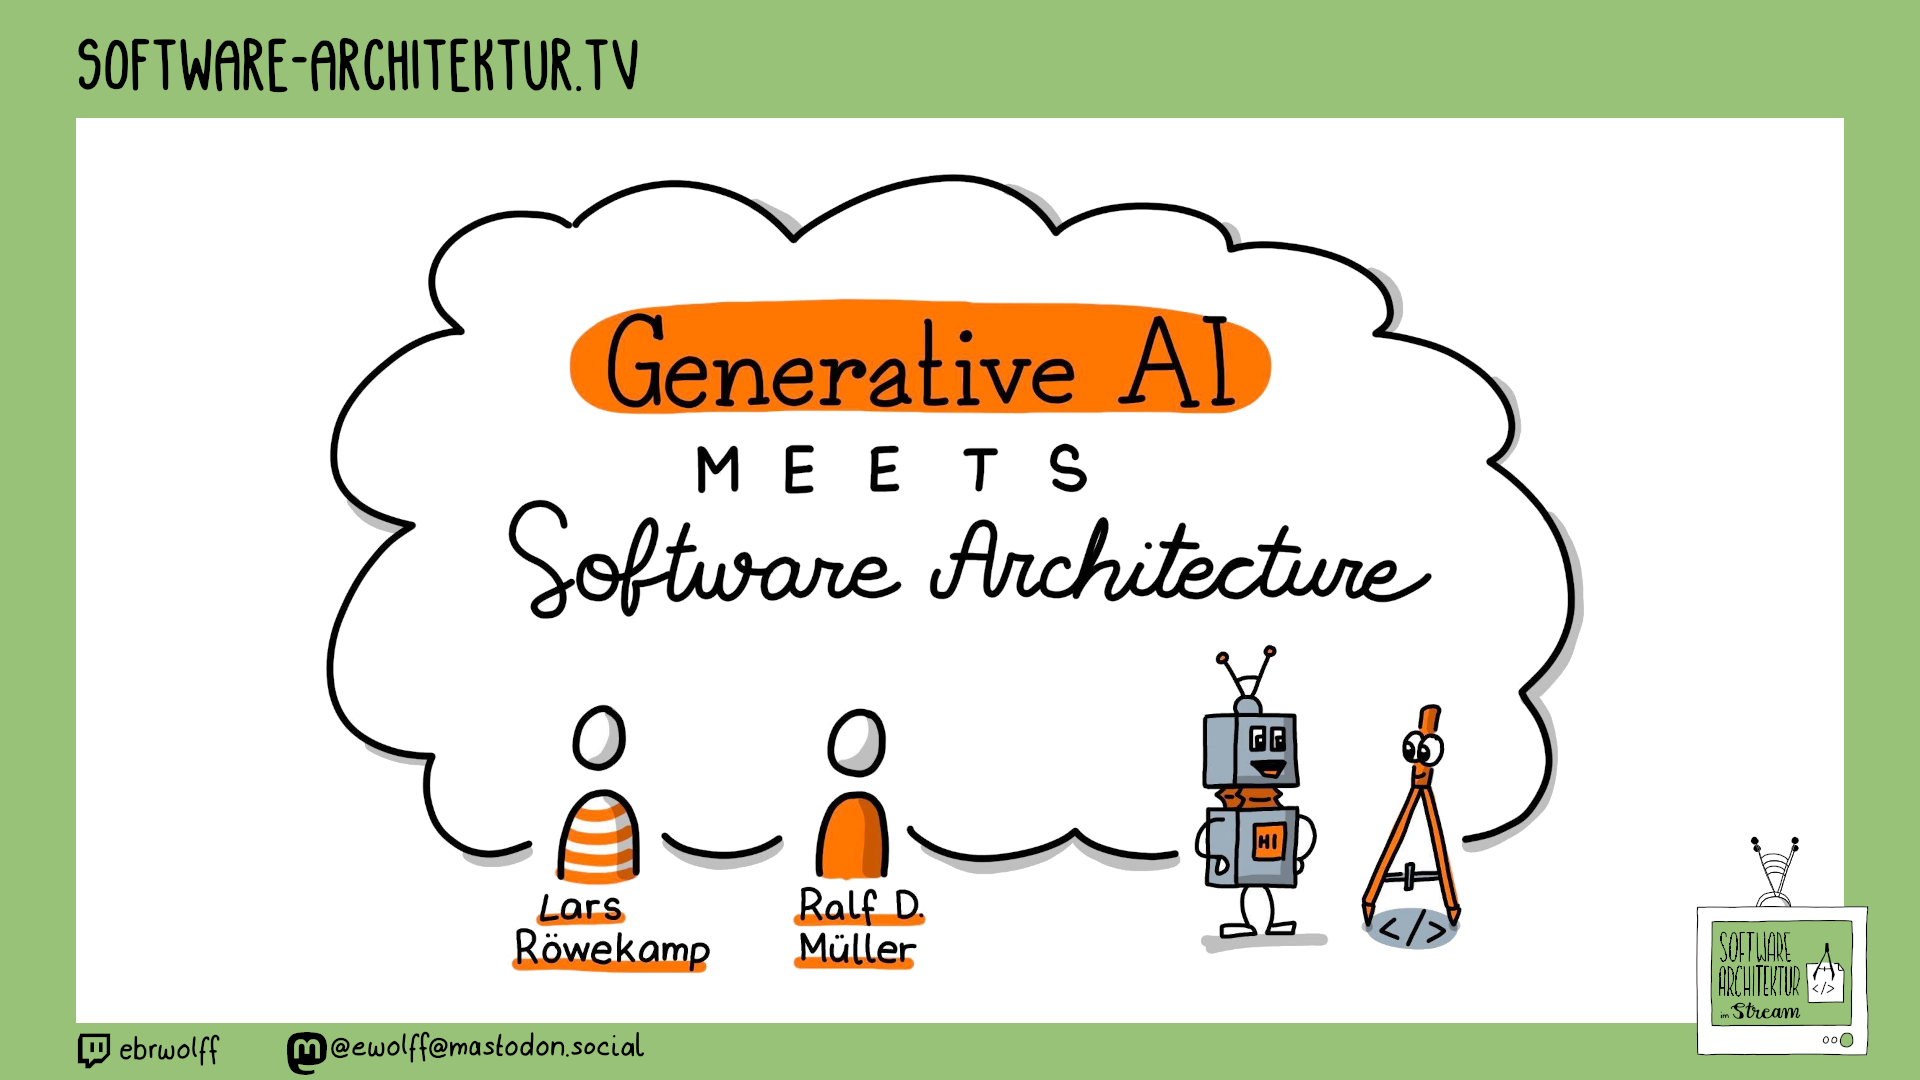 SOFTWARE-ARCHITEKTUR.TV
Generative AI
MEETS
Software Architecture
HI
</>
Lars
Röwekamp
Ralf D.
Müller
SOFTWARE
ARCHITEKTUR
</>
im Stream
ebrwolff
@ewolff@mastodon.social